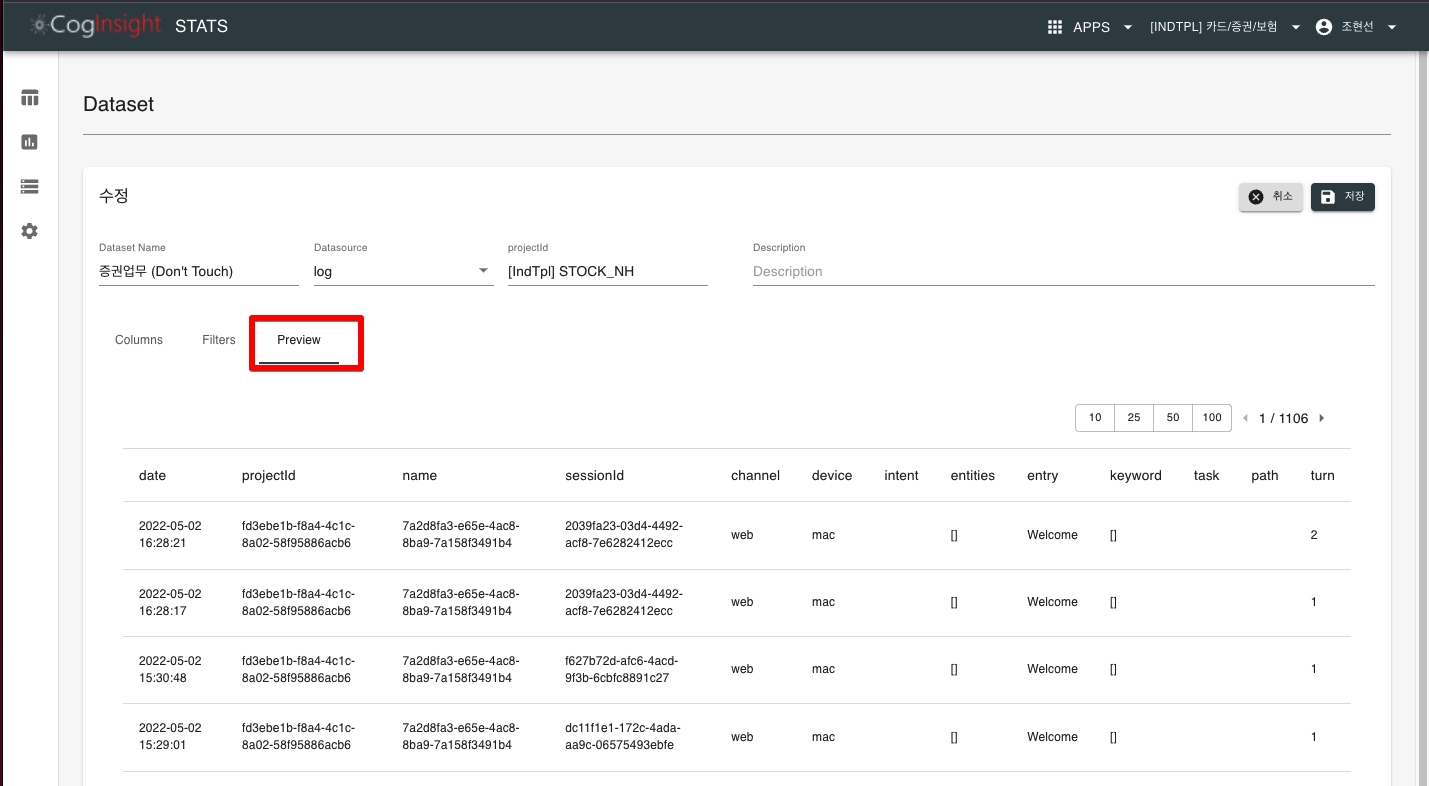 CogInsight STATS
APPS
[INDTPL] 카드/증권/보험
조현선
Dataset
수정
취소
저장
Dataset Name
Datasource
projectId
Description
증권업무 (Don't Touch)
log
[IndTpl] STOCK_NH
Description
Columns
Filters
Preview
10 25 50 100 1 / 1106
date projectId name sessionId channel device intent entities entry keyword task path turn
2022-05-02 fd3ebe1b-f8a4-4c1c- 7a2d8fa3-e65e-4ac8- 2039fa23-03d4-4492-
web mac [] Welcome [] 2
16:28:21 8a02-58f95886acb6 8ba9-7a158f3491b4 acf8-7e6282412ecc
2022-05-02 fd3ebe1b-f8a4-4c1c- 7a2d8fa3-e65e-4ac8- 2039fa23-03d4-4492-
web mac [] Welcome [] 1
16:28:17 8a02-58f95886acb6 8ba9-7a158f3491b4 acf8-7e6282412ecc
2022-05-02 fd3ebe1b-f8a4-4c1c- 7a2d8fa3-e65e-4ac8- f627b72d-afc6-4acd-
web mac [] Welcome [] 1
15:30:48 8a02-58f95886acb6 8ba9-7a158f3491b4 9f3b-6cbfc8891c27
2022-05-02 fd3ebe1b-f8a4-4c1c- 7a2d8fa3-e65e-4ac8- dc11f1e1-172c-4ada-
web mac [] Welcome [] 1
15:29:01 8a02-58f95886acb6 8ba9-7a158f3491b4 aa9c-06575493ebfe